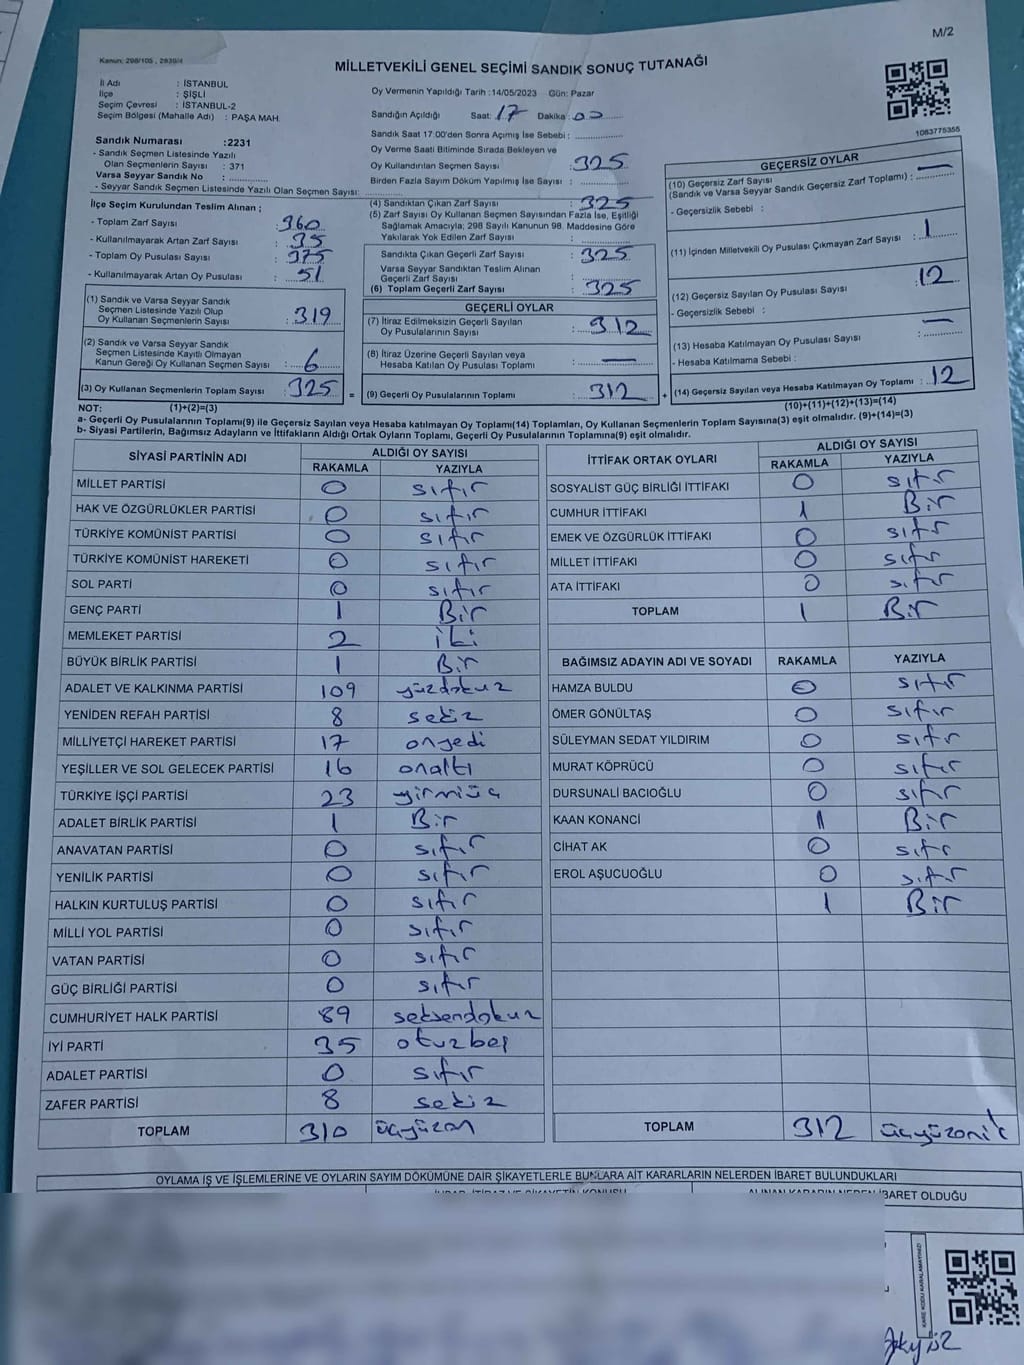 M/2
Kanun: 298/105 , 2839/4
MİLLETVEKİLİ GENEL SEÇİMİ SANDIK SONUÇ TUTANAĞI
İl Adı : İSTANBUL
İlçe : ŞİŞLİ
Seçim Çevresi : İSTANBUL-2
Seçim Bölgesi (Mahalle Adı) : PAŞA MAH.
Sandık Numarası :2231
- Sandık Seçmen Listesinde Yazılı
Olan Seçmenlerin Sayısı : 371
Varsa Seyyar Sandık No :
- Seyyar Sandık Seçmen Listesinde Yazılı Olan Seçmen Sayısı:
Oy Vermenin Yapıldığı Tarih :14/05/2023 Gün: Pazar
Sandığın Açıldığı Saat: 17 Dakika: 00
Sandık Saat 17:00'den Sonra Açımış İse Sebebi :
Oy Verme Saati Bitiminde Sırada Bekleyen ve
Oy Kullandırılan Seçmen Sayısı : 325
Birden Fazla Sayım Döküm Yapılmış İse Sayısı :
1083775355
İlçe Seçim Kurulundan Teslim Alınan ;
- Toplam Zarf Sayısı : 360
- Kullanılmayarak Artan Zarf Sayısı : 35
- Toplam Oy Pusulası Sayısı : 375
- Kullanılmayarak Artan Oy Pusulası : 51
(1) Sandık ve Varsa Seyyar Sandık
Seçmen Listesinde Yazılı Olup
Oy Kullanan Seçmenlerin Sayısı : 319
(2) Sandık ve Varsa Seyyar Sandık
Seçmen Listesinde Kayıtlı Olmayan
Kanun Gereği Oy Kullanan Seçmen Sayısı : 6
(3) Oy Kullanan Seçmenlerin Toplam Sayısı : 325
(4) Sandıktan Çıkan Zarf Sayısı : 325
(5) Zarf Sayısı Oy Kullanan Seçmen Sayısından Fazla İse, Eşitliği
Sağlamak Amacıyla; 298 Sayılı Kanunun 98. Maddesine Göre
Yakılarak Yok Edilen Zarf Sayısı :
Sandıkta Çıkan Geçerli Zarf Sayısı : 325
Varsa Seyyar Sandıktan Teslim Alınan
Geçerli Zarf Sayısı :
(6) Toplam Geçerli Zarf Sayısı : 325
GEÇERLİ OYLAR
(7) İtiraz Edilmeksizin Geçerli Sayılan
Oy Pusulalarının Sayısı : 312
(8) İtiraz Üzerine Geçerli Sayılan veya
Hesaba Katılan Oy Pusulası Toplamı : —
= (9) Geçerli Oy Pusulalarının Toplamı : 312 +
GEÇERSİZ OYLAR
(10) Geçersiz Zarf Sayısı
(Sandık ve Varsa Seyyar Sandık Geçersiz Zarf Toplamı) : —
- Geçersizlik Sebebi :
(11) İçinden Milletvekili Oy Pusulası Çıkmayan Zarf Sayısı : 1
(12) Geçersiz Sayılan Oy Pusulası Sayısı : 12
- Geçersizlik Sebebi :
(13) Hesaba Katılmayan Oy Pusulası Sayısı : —
- Hesaba Katılmama Sebebi :
(14) Geçersiz Sayılan veya Hesaba Katılmayan Oy Toplamı : 12
NOT: (1)+(2)=(3) (10)+(11)+(12)+(13)=(14)
a- Geçerli Oy Pusulaların Toplamı(9) ile Geçersiz Sayılan veya Hesaba katılmayan Oy Toplamı(14) Toplamları, Oy Kullanan Seçmenlerin Toplam Sayısına(3) eşit olmalıdır. (9)+(14)=(3)
b- Siyasi Partilerin, Bağımsız Adayların ve İttifakların Aldığı Ortak Oyların Toplamı, Geçerli Oy Pusulalarının Toplamına(9) eşit olmalıdır.
SİYASİ PARTİNİN ADI ALDIĞI OY SAYISI
RAKAMLA YAZIYLA
MİLLET PARTİSİ 0 sıfır
HAK VE ÖZGÜRLÜKLER PARTİSİ 0 sıfır
TÜRKİYE KOMÜNİST PARTİSİ 0 sıfır
TÜRKİYE KOMÜNİST HAREKETİ 0 sıfır
SOL PARTİ 0 sıfır
GENÇ PARTİ 1 Bir
MEMLEKET PARTİSİ 2 iki
BÜYÜK BİRLİK PARTİSİ 1 Bir
ADALET VE KALKINMA PARTİSİ 109 yüzdokuz
YENİDEN REFAH PARTİSİ 8 sekiz
MİLLİYETÇİ HAREKET PARTİSİ 17 onyedi
YEŞİLLER VE SOL GELECEK PARTİSİ 16 onaltı
TÜRKİYE İŞÇİ PARTİSİ 23 yirmiüç
ADALET BİRLİK PARTİSİ 1 Bir
ANAVATAN PARTİSİ 0 sıfır
YENİLİK PARTİSİ 0 sıfır
HALKIN KURTULUŞ PARTİSİ 0 sıfır
MİLLİ YOL PARTİSİ 0 sıfır
VATAN PARTİSİ 0 sıfır
GÜÇ BİRLİĞİ PARTİSİ 0 sıfır
CUMHURİYET HALK PARTİSİ 89 seksendokuz
İYİ PARTİ 35 otuzbeş
ADALET PARTİSİ 0 sıfır
ZAFER PARTİSİ 8 sekiz
TOPLAM 310 üçyüzon
İTTİFAK ORTAK OYLARI ALDIĞI OY SAYISI
RAKAMLA YAZIYLA
SOSYALİST GÜÇ BİRLİĞİ İTTİFAKI 0 sıfır
CUMHUR İTTİFAKI 1 Bir
EMEK VE ÖZGÜRLÜK İTTİFAKI 0 sıfır
MİLLET İTTİFAKI 0 sıfır
ATA İTTİFAKI 0 sıfır
TOPLAM 1 Bir
BAĞIMSIZ ADAYIN ADI VE SOYADI RAKAMLA YAZIYLA
HAMZA BULDU 0 sıfır
ÖMER GÖNÜLTAŞ 0 sıfır
SÜLEYMAN SEDAT YILDIRIM 0 sıfır
MURAT KÖPRÜCÜ 0 sıfır
DURSUNALİ BACIOĞLU 0 sıfır
KAAN KONANCİ 1 Bir
CİHAT AK 0 sıfır
EROL AŞUCUOĞLU 0 sıfır
1 Bir
TOPLAM 312 üçyüzonik
OYLAMA İŞ VE İŞLEMLERİNE VE OYLARIN SAYIM DÖKÜMÜNE DAİR ŞİKAYETLERLE BUNLARA AİT KARARLARIN NELERDEN İBARET BULUNDUKLARI
İBARET OLDUĞU
KARE KODU KARALAMAYINIZ!